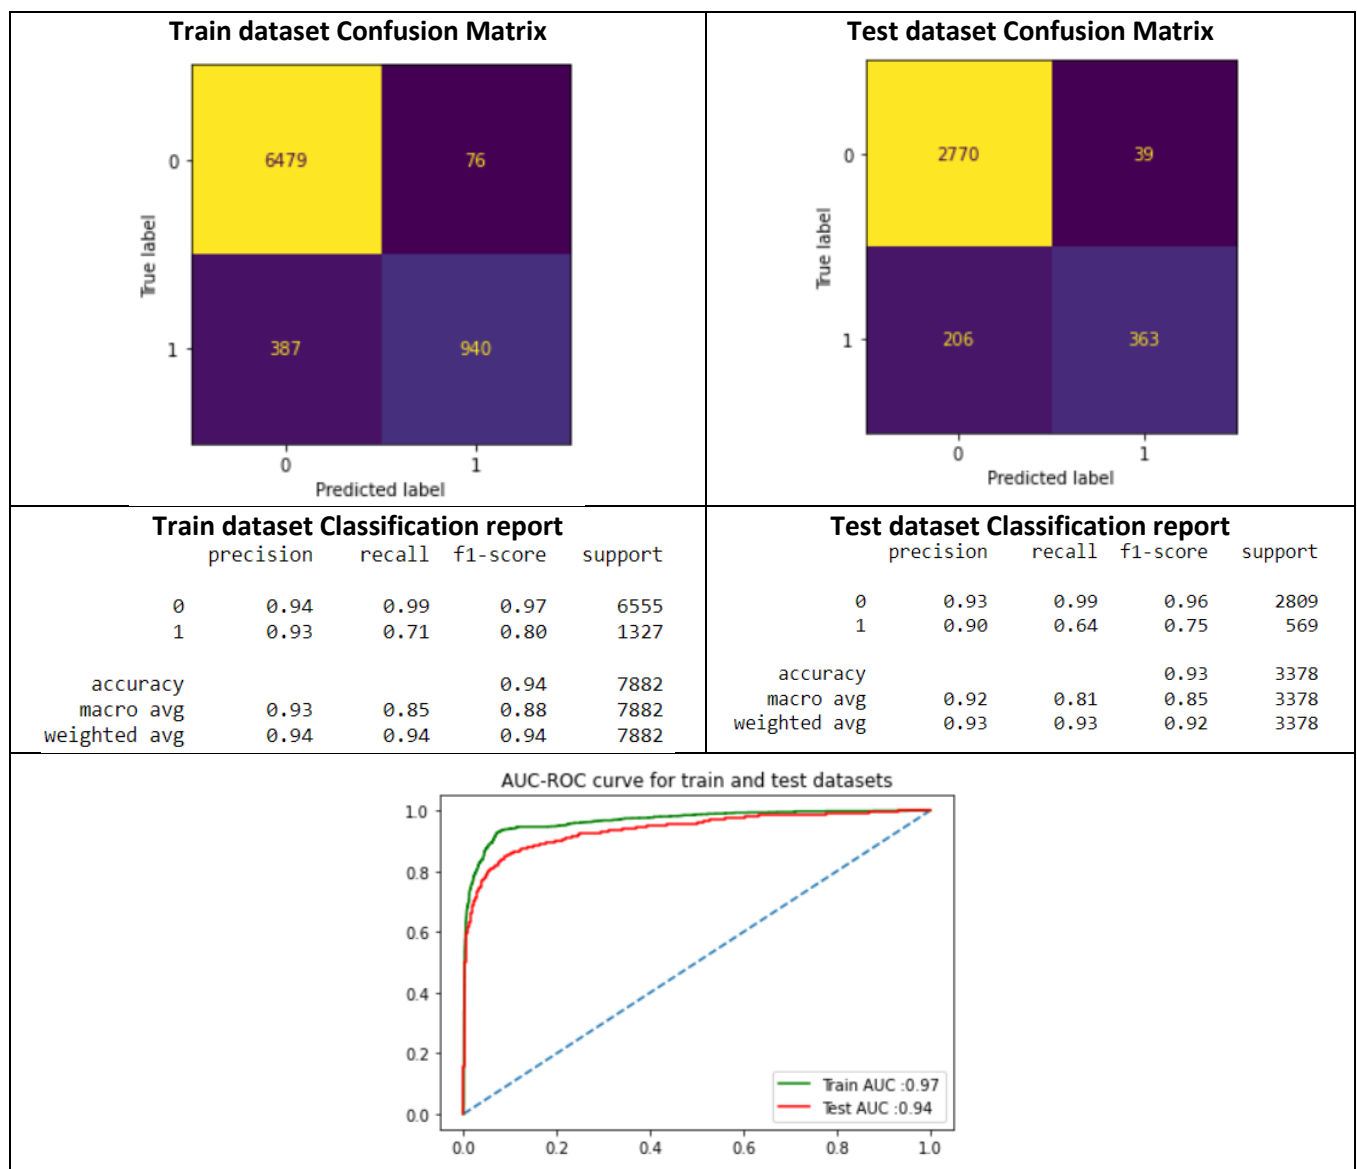 Train dataset Confusion Matrix
0 6479 76
True label
1 387 940
0 1
Predicted label
Test dataset Confusion Matrix
0 2770 39
True label
1 206 363
0 1
Predicted label
Train dataset Classification report
precision recall f1-score support
0 0.94 0.99 0.97 6555
1 0.93 0.71 0.80 1327
accuracy 0.94 7882
macro avg 0.93 0.85 0.88 7882
weighted avg 0.94 0.94 0.94 7882
Test dataset Classification report
precision recall f1-score support
0 0.93 0.99 0.96 2809
1 0.90 0.64 0.75 569
accuracy 0.93 3378
macro avg 0.92 0.81 0.85 3378
weighted avg 0.93 0.93 0.92 3378
AUC-ROC curve for train and test datasets
1.0
0.8
0.6
0.4
0.2
0.0
Train AUC :0.97
Test AUC :0.94
0.0 0.2 0.4 0.6 0.8 1.0